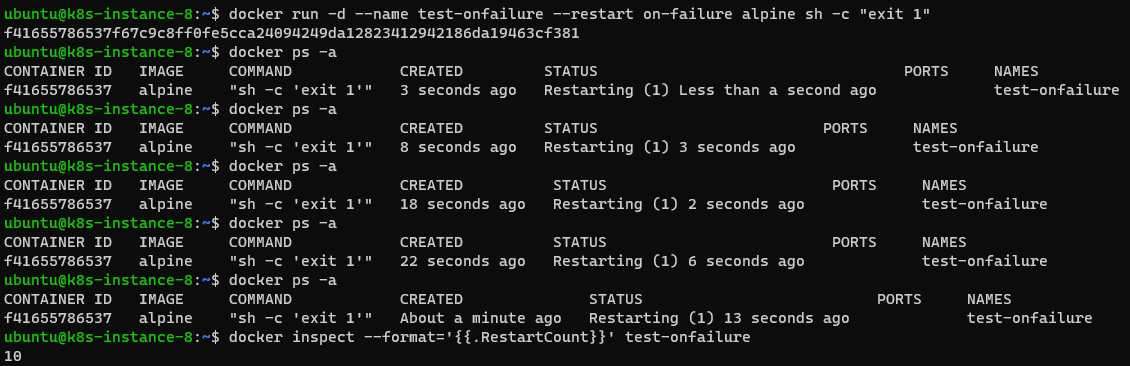 ubuntu@k8s-instance-8:~$ docker run -d --name test-onfailure --restart on-failure alpine sh -c "exit 1"
f41655786537f67c9c8ff0fe5cca24094249da12823412942186da19463cf381
ubuntu@k8s-instance-8:~$ docker ps -a
CONTAINER ID   IMAGE     COMMAND            CREATED         STATUS                                  PORTS     NAMES
f41655786537   alpine    "sh -c 'exit 1'"   3 seconds ago   Restarting (1) Less than a second ago             test-onfailure
ubuntu@k8s-instance-8:~$ docker ps -a
CONTAINER ID   IMAGE     COMMAND            CREATED         STATUS                         PORTS     NAMES
f41655786537   alpine    "sh -c 'exit 1'"   8 seconds ago   Restarting (1) 3 seconds ago             test-onfailure
ubuntu@k8s-instance-8:~$ docker ps -a
CONTAINER ID   IMAGE     COMMAND            CREATED          STATUS                         PORTS     NAMES
f41655786537   alpine    "sh -c 'exit 1'"   18 seconds ago   Restarting (1) 2 seconds ago             test-onfailure
ubuntu@k8s-instance-8:~$ docker ps -a
CONTAINER ID   IMAGE     COMMAND            CREATED          STATUS                         PORTS     NAMES
f41655786537   alpine    "sh -c 'exit 1'"   22 seconds ago   Restarting (1) 6 seconds ago             test-onfailure
ubuntu@k8s-instance-8:~$ docker ps -a
CONTAINER ID   IMAGE     COMMAND            CREATED              STATUS                          PORTS     NAMES
f41655786537   alpine    "sh -c 'exit 1'"   About a minute ago   Restarting (1) 13 seconds ago             test-onfailure
ubuntu@k8s-instance-8:~$ docker inspect --format='{{.RestartCount}}' test-onfailure
10